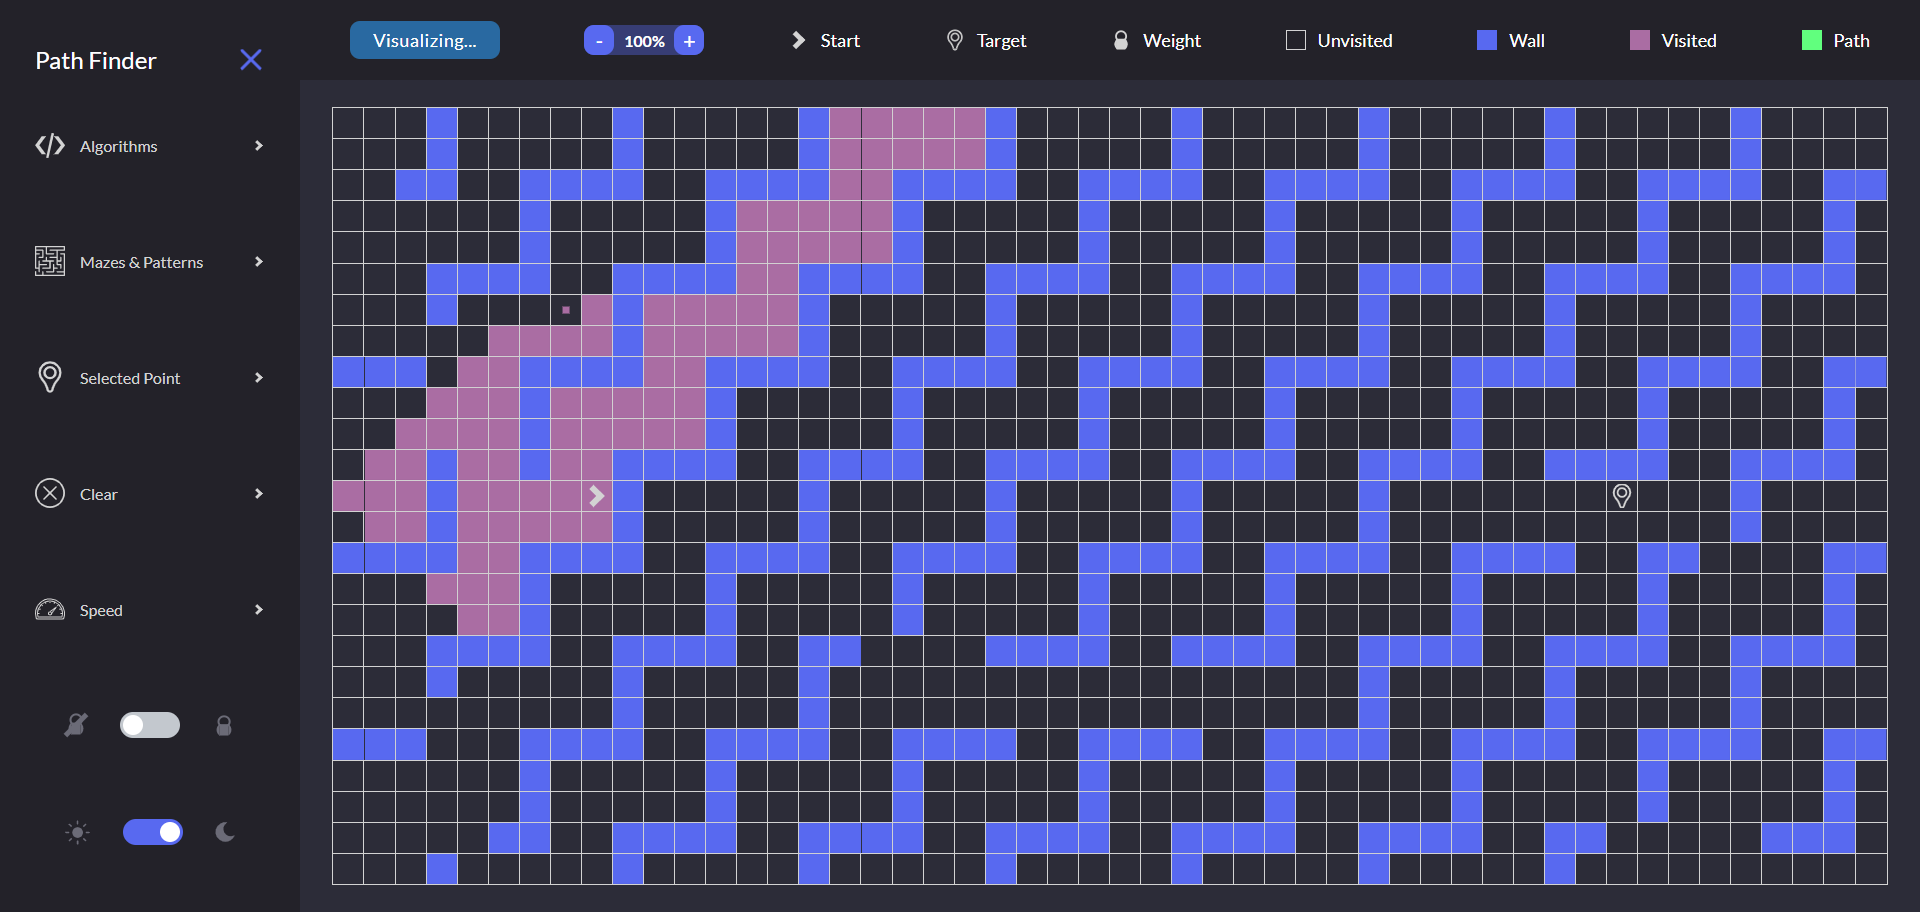 Path Finder
Algorithms
Mazes & Patterns
Selected Point
Clear
Speed
Visualizing...
- 100% +
Start
Target
Weight
Unvisited
Wall
Visited
Path